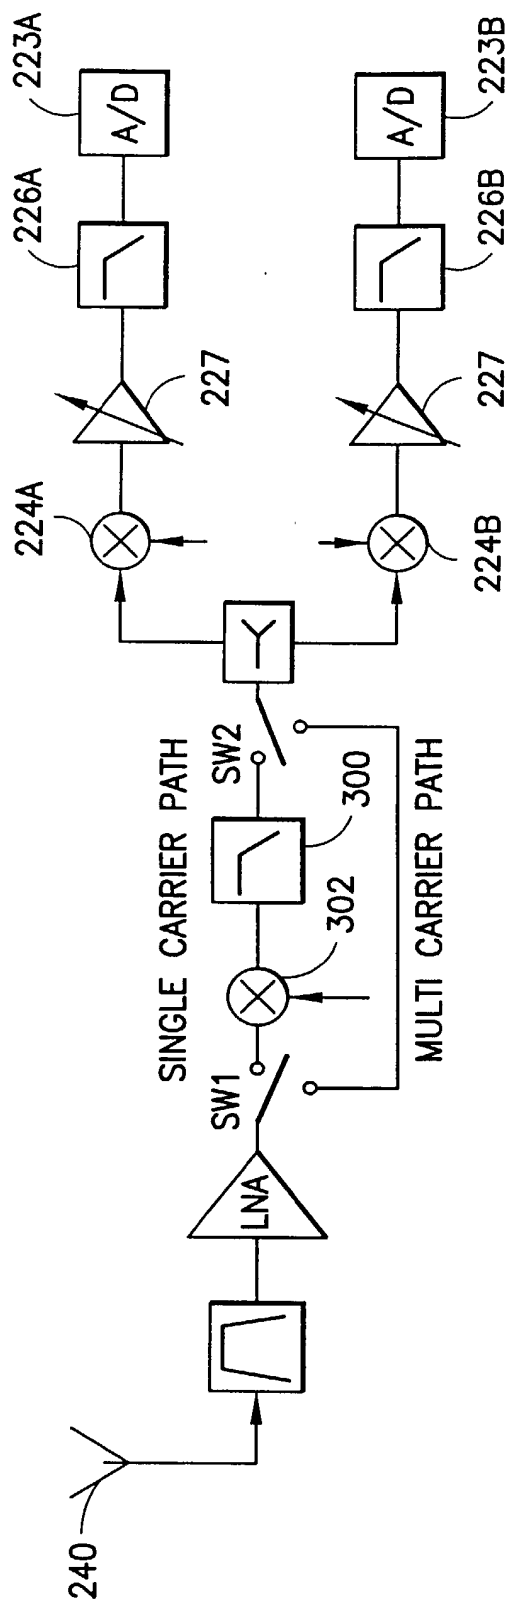 240
LNA
SW1
SINGLE CARRIER PATH
302
300
SW2
MULTI CARRIER PATH
224A
227
226A
A/D
223A
224B
227
226B
A/D
223B